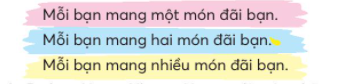 Mỗi bạn mang một món đãi bạn.
Mỗi bạn mang hai món đãi bạn.
Mỗi bạn mang nhiều món đãi bạn.